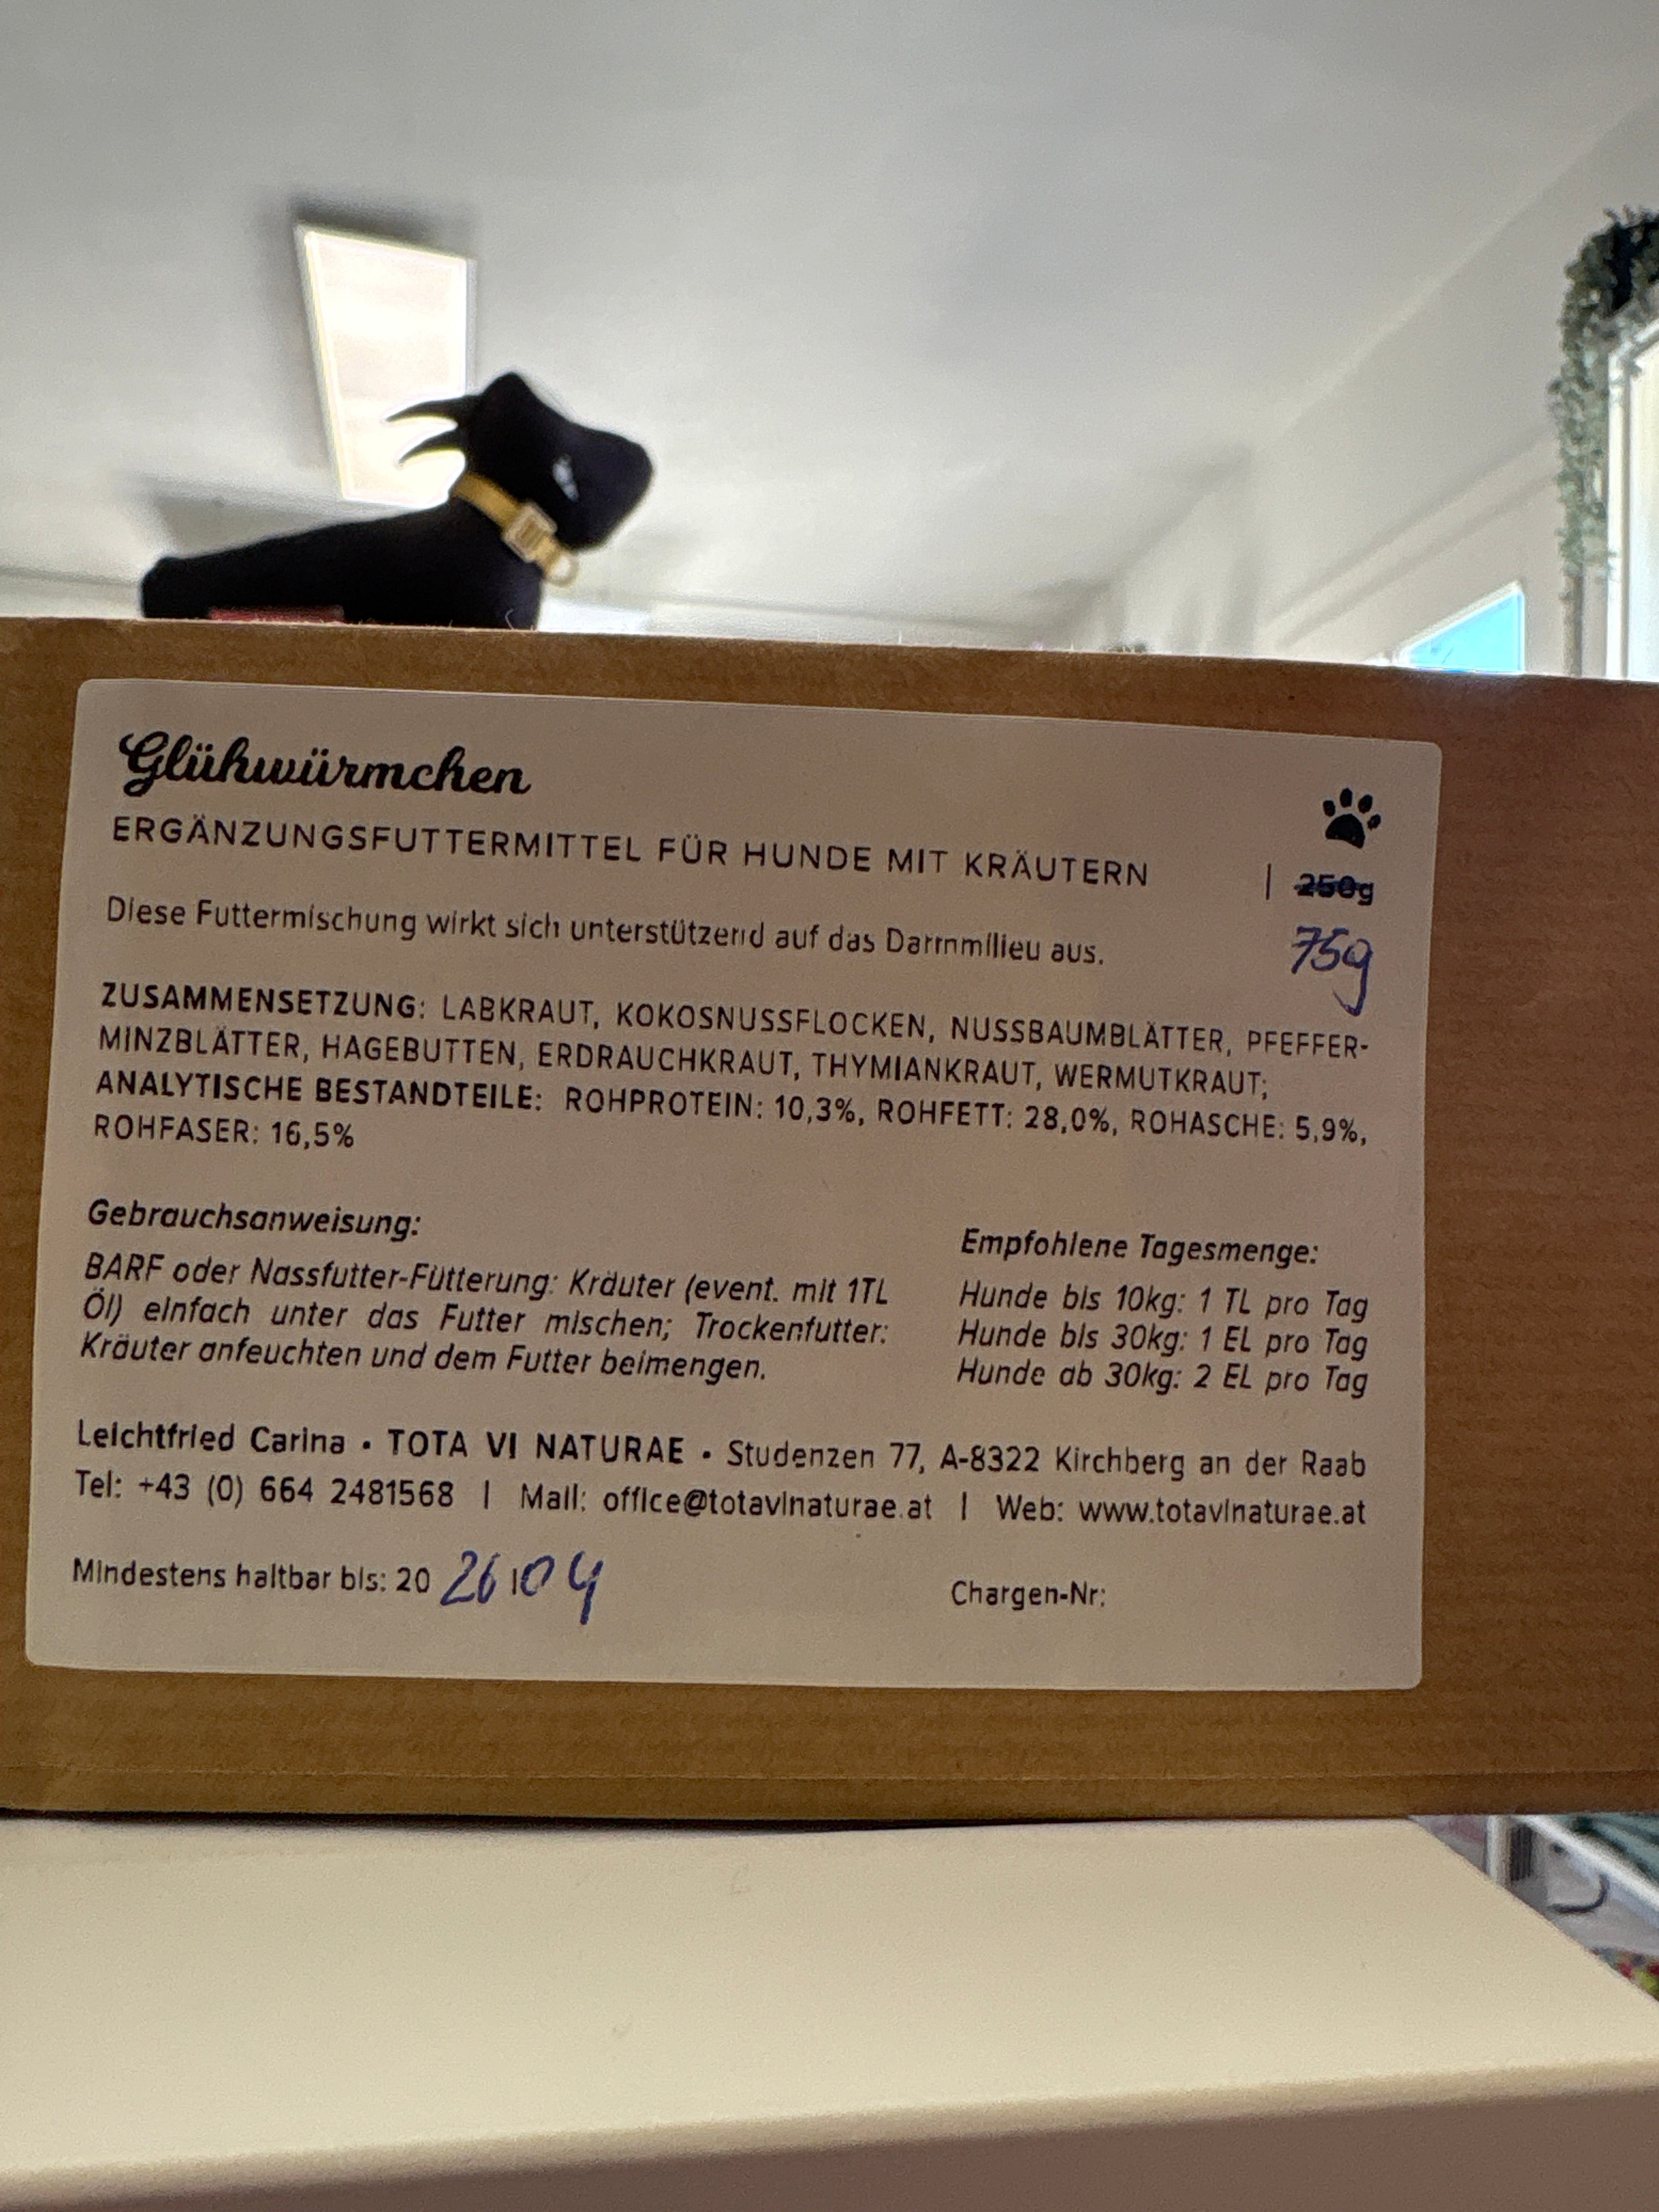 Glühwürmchen
ERGÄNZUNGSFUTTERMITTEL FÜR HUNDE MIT KRÄUTERN | 250g
75g
Diese Futtermischung wirkt sich unterstützend auf das Darmmilieu aus.
ZUSAMMENSETZUNG: LABKRAUT, KOKOSNUSSFLOCKEN, NUSSBAUMBLÄTTER, PFEFFER-
MINZBLÄTTER, HAGEBUTTEN, ERDRAUCHKRAUT, THYMIANKRAUT, WERMUTKRAUT;
ANALYTISCHE BESTANDTEILE: ROHPROTEIN: 10,3%, ROHFETT: 28,0%, ROHASCHE: 5,9%,
ROHFASER: 16,5%
Gebrauchsanweisung:
BARF oder Nassfutter-Fütterung: Kräuter (event. mit 1TL
Öl) einfach unter das Futter mischen; Trockenfutter:
Kräuter anfeuchten und dem Futter beimengen.
Empfohlene Tagesmenge:
Hunde bis 10kg: 1 TL pro Tag
Hunde bis 30kg: 1 EL pro Tag
Hunde ab 30kg: 2 EL pro Tag
Leichtfried Carina • TOTA VI NATURAE • Studenzen 77, A-8322 Kirchberg an der Raab
Tel: +43 (0) 664 2481568 | Mail: office@totavinaturae.at | Web: www.totavinaturae.at
Mindestens haltbar bis: 20 26|04
Chargen-Nr: